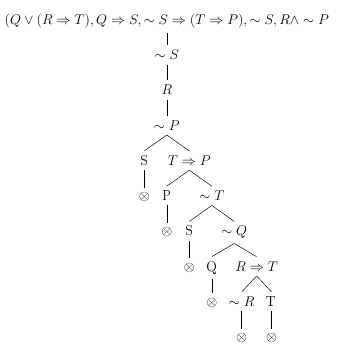 (Q ∨ (R ⇒ T), Q ⇒ S, ∼ S ⇒ (T ⇒ P), ∼ S, R∧ ∼ P
∼ S
R
∼ P
S T ⇒ P
⊗ P ∼ T
⊗ S ∼ Q
⊗ Q R ⇒ T
⊗ ∼ R T
⊗ ⊗